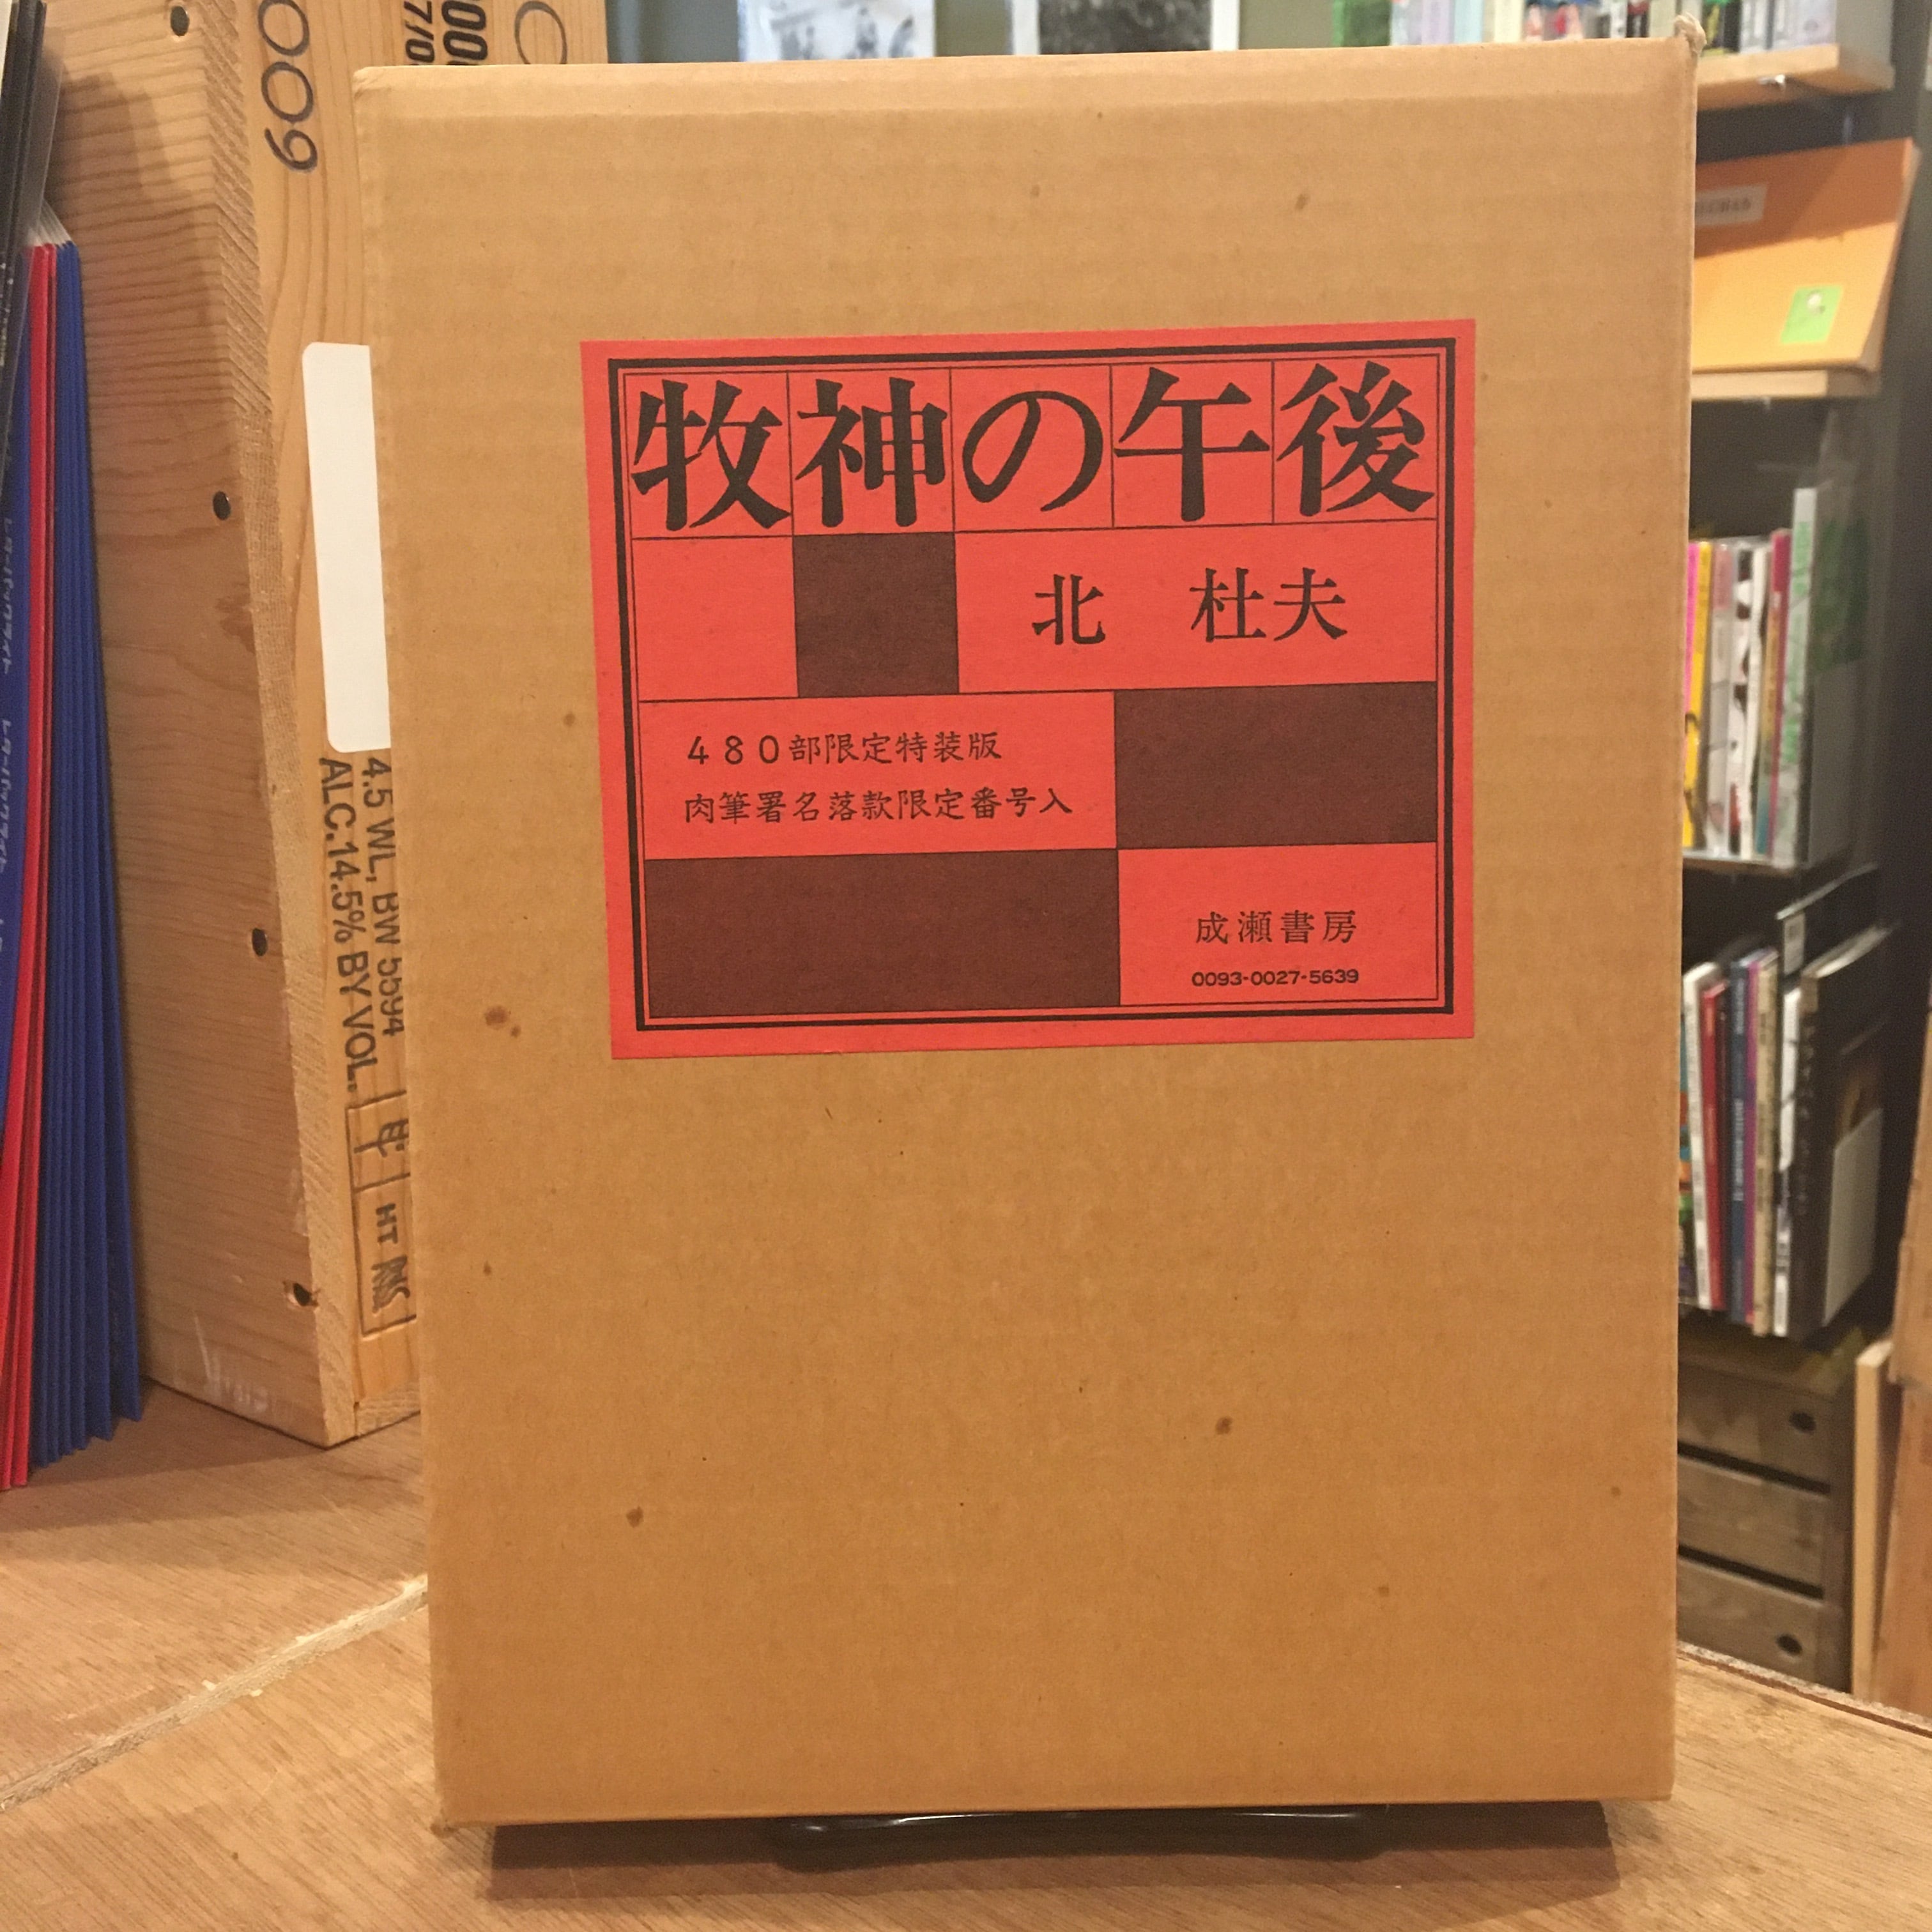 牧神の午後
北 杜夫
480部限定特装版
肉筆署名落款限定番号入
成瀬書房
0093-0027-5639
4.5 WL, BW 5594
ALC.14.5% BY VOL.
HT